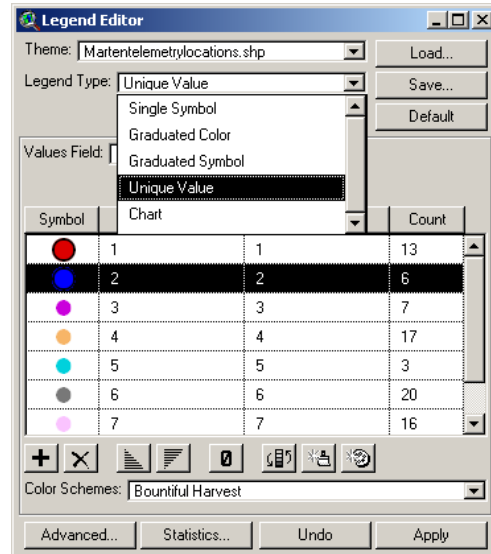 Legend Editor
Theme: Martentelemetrylocations.shp Load...
Legend Type: Unique Value Save...
Single Symbol Default
Graduated Color
Values Field: Graduated Symbol
Unique Value
Symbol Chart Count
1 1 13
2 2 6
3 3 7
4 4 17
5 5 3
6 6 20
7 7 16
0
Color Schemes: Bountiful Harvest
Advanced... Statistics... Undo Apply